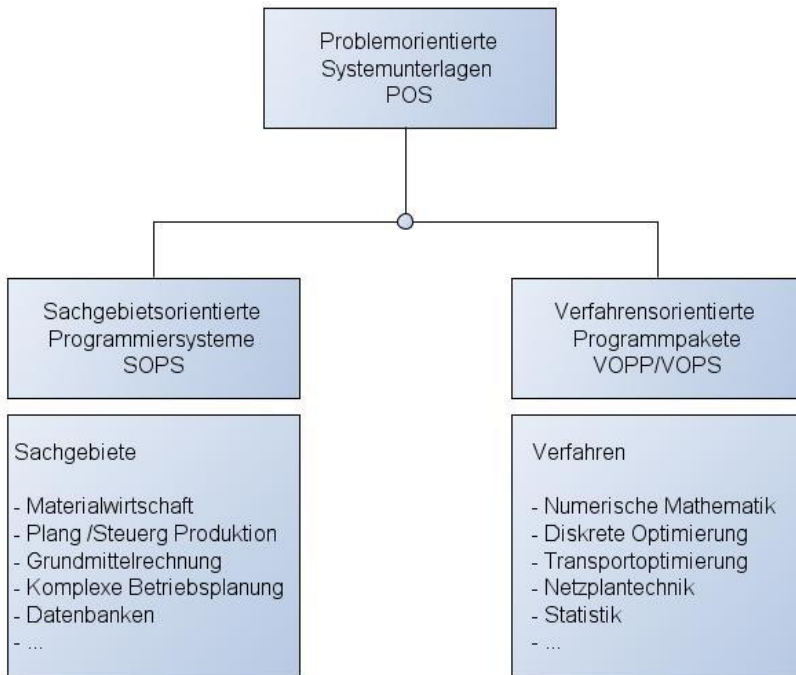 Problemorientierte
Systemunterlagen
POS
Sachgebietsorientierte
Programmiersysteme
SOPS
Sachgebiete
- Materialwirtschaft
- Plang /Steuerg Produktion
- Grundmittelrechnung
- Komplexe Betriebsplanung
- Datenbanken
- ...
Verfahrensorientierte
Programmpakete
VOPP/VOPS
Verfahren
- Numerische Mathematik
- Diskrete Optimierung
- Transportoptimierung
- Netzplantechnik
- Statistik
- ...